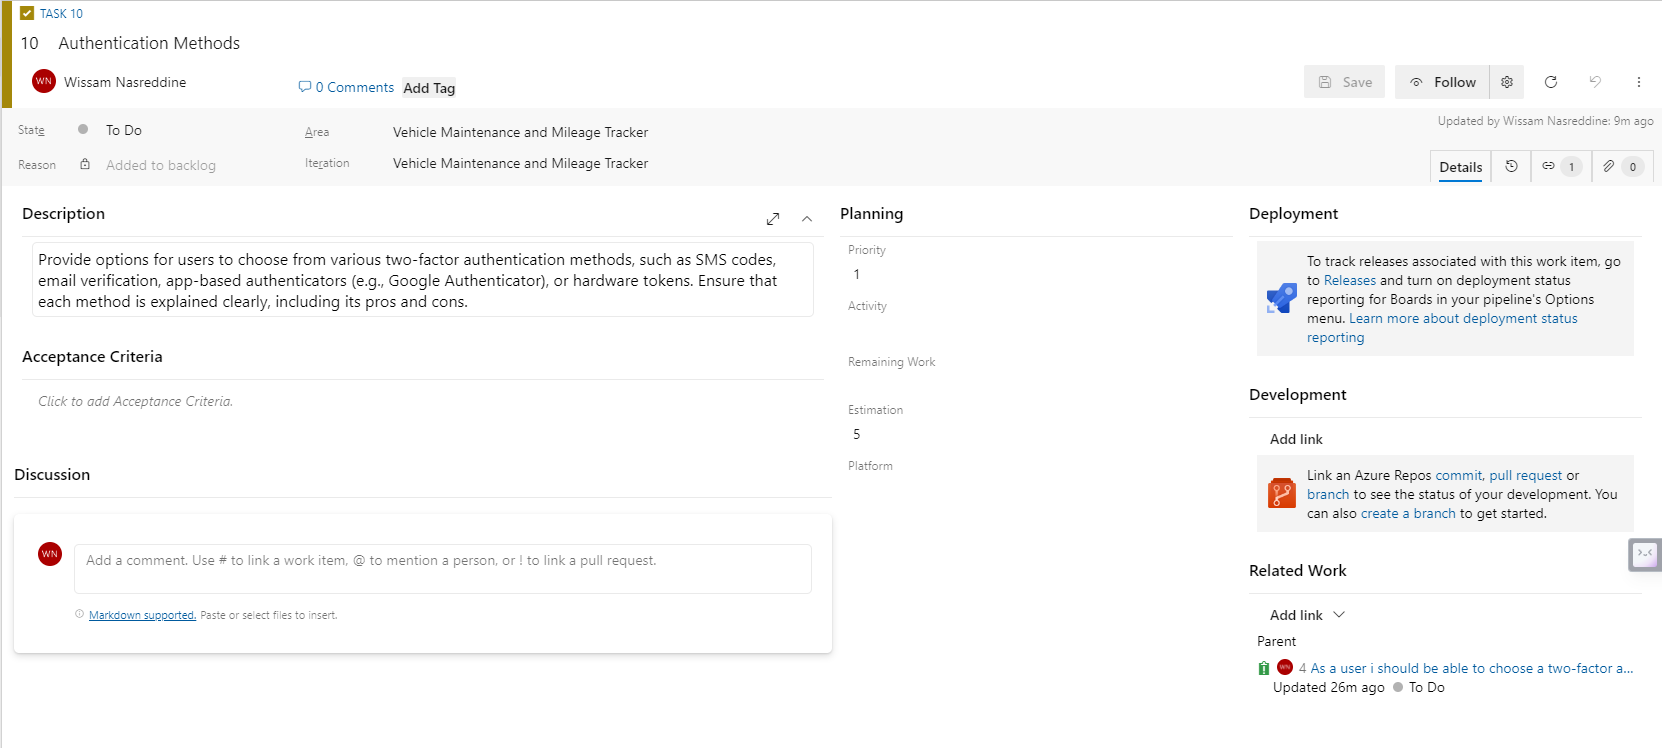 TASK 10
10 Authentication Methods
WN Wissam Nasreddine
0 Comments Add Tag
Save Follow
State To Do
Area Vehicle Maintenance and Mileage Tracker
Updated by Wissam Nasreddine: 9m ago
Reason Added to backlog
Iteration Vehicle Maintenance and Mileage Tracker
Details 1 0
Description
Provide options for users to choose from various two-factor authentication methods, such as SMS codes,
email verification, app-based authenticators (e.g., Google Authenticator), or hardware tokens. Ensure that
each method is explained clearly, including its pros and cons.
Acceptance Criteria
Click to add Acceptance Criteria.
Discussion
WN
Add a comment. Use # to link a work item, @ to mention a person, or ! to link a pull request.
Markdown supported. Paste or select files to insert.
Planning
Priority
1
Activity
Remaining Work
Estimation
5
Platform
Deployment
To track releases associated with this work item, go
to Releases and turn on deployment status
reporting for Boards in your pipeline's Options
menu. Learn more about deployment status
reporting
Development
Add link
Link an Azure Repos commit, pull request or
branch to see the status of your development. You
can also create a branch to get started.
Related Work
Add link
Parent
WN 4 As a user i should be able to choose a two-factor a...
Updated 26m ago To Do